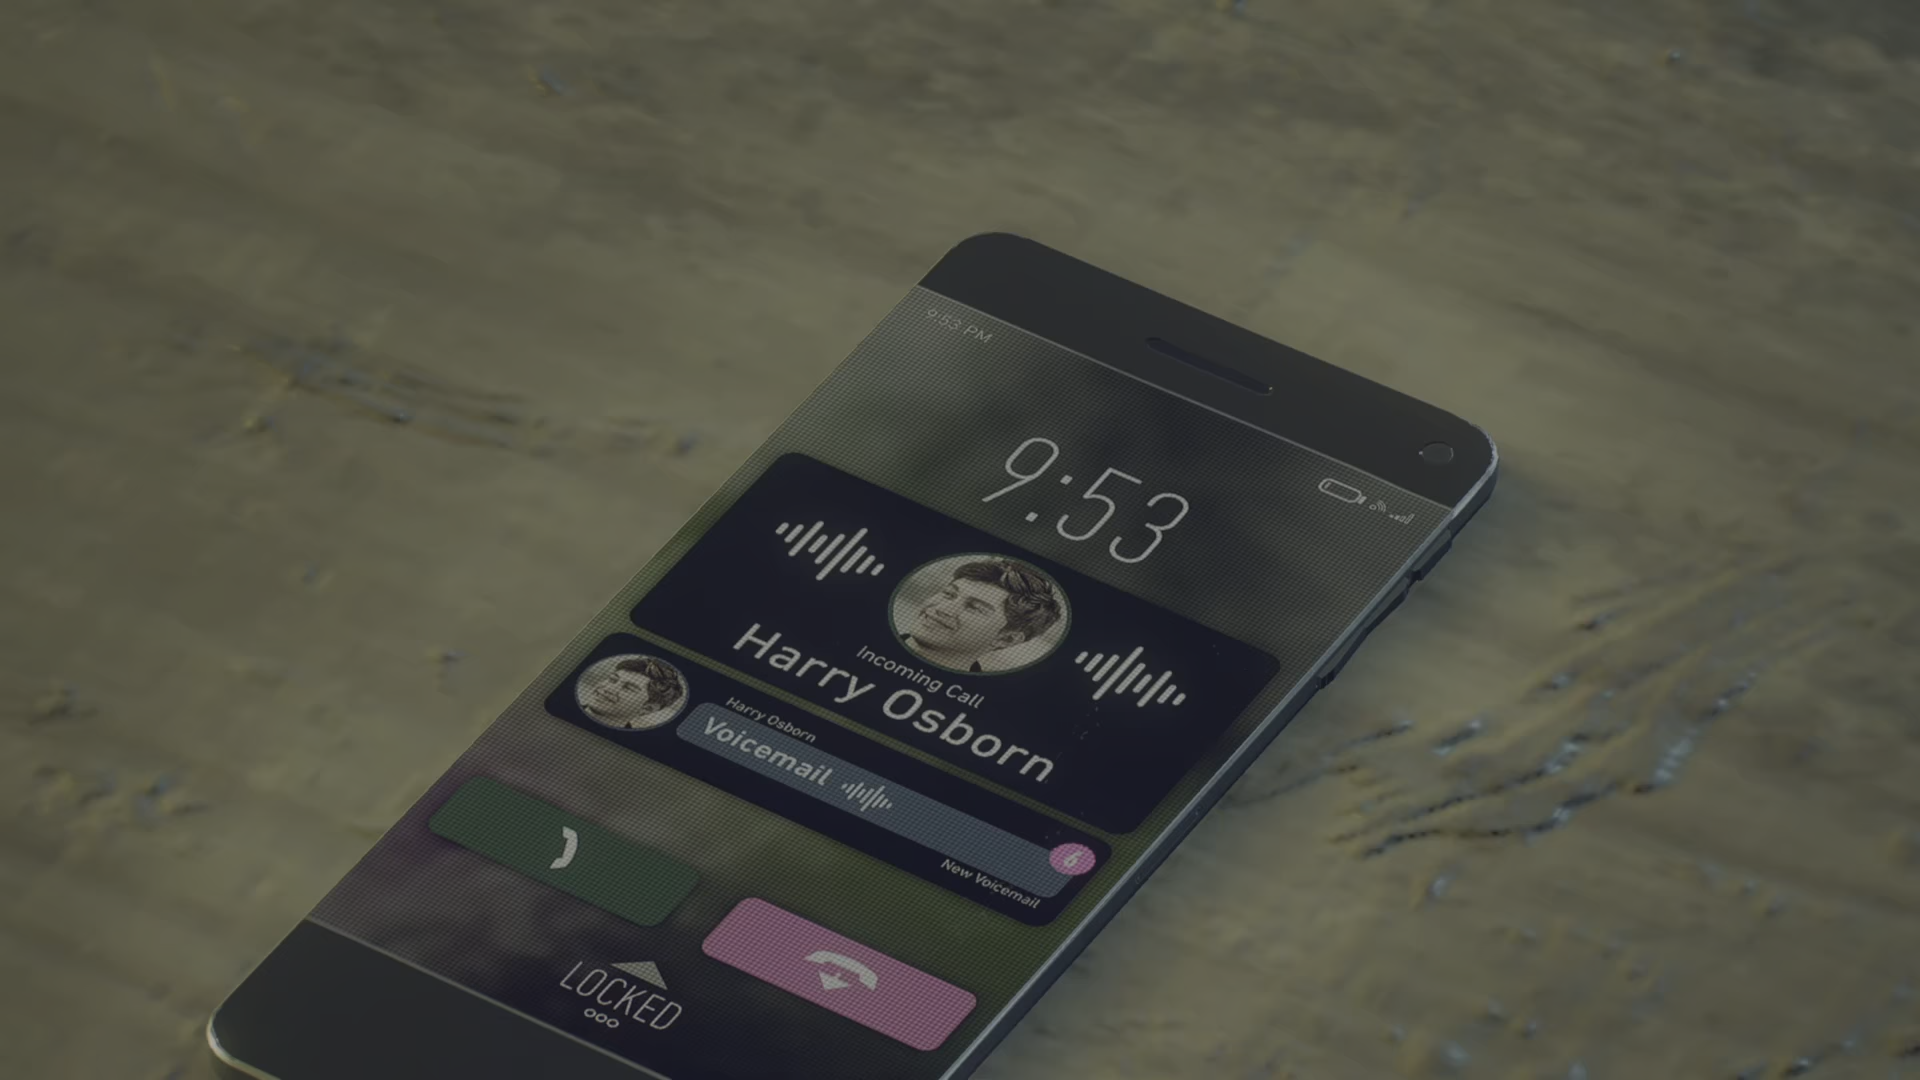 9:53 PM
9:53
Incoming Call
Harry Osborn
Harry Osborn
Voicemail
6
New Voicemail
LOCKED